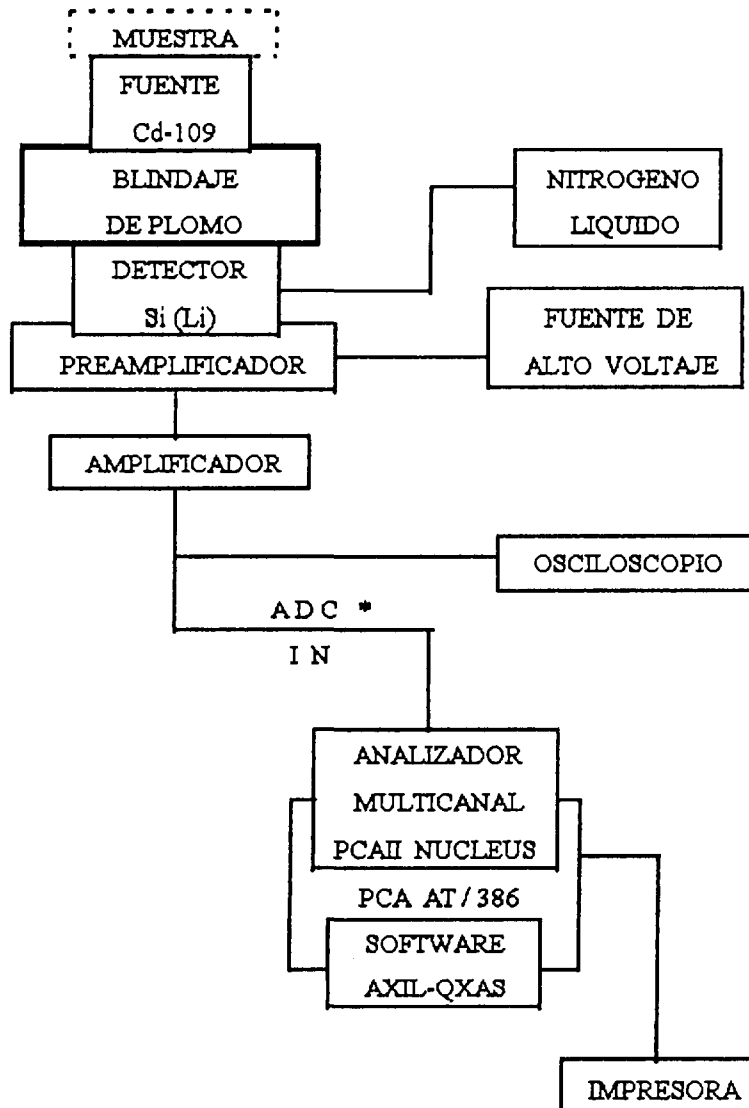 MUESTRA
FUENTE
Cd-109
BLINDAJE
DE PLOMO
NITROGENO
LIQUIDO
DETECTOR
Si (Li)
FUENTE DE
ALTO VOLTAJE
PREAMPLIFICADOR
AMPLIFICADOR
OSCILOSCOPIO
ADC *
IN
ANALIZADOR
MULTICANAL
PCAII NUCLEUS
PCA AT / 386
SOFTWARE
AXIL-QXAS
IMPRESORA